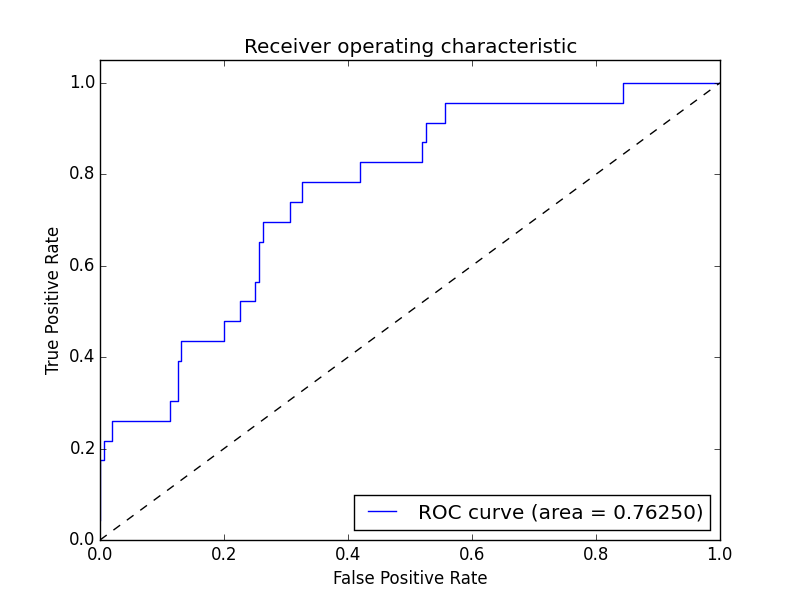 Receiver operating characteristic
1.0
0.8
0.6
0.4
0.2
0.0
True Positive Rate
ROC curve (area = 0.76250)
0.0 0.2 0.4 0.6 0.8 1.0
False Positive Rate